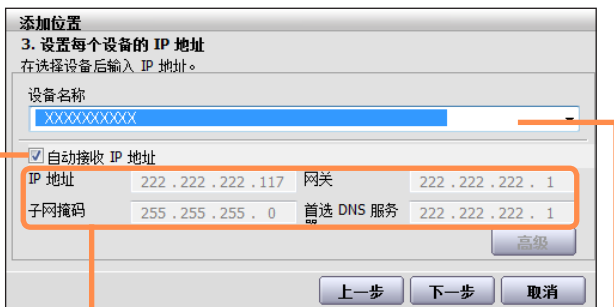 添加位置
3. 设置每个设备的 IP 地址
在选择设备后输入 IP 地址。
设备名称
XXXXXXXXXX
自动接收 IP 地址
IP 地址 222 . 222 . 222 . 117 网关 222 . 222 . 222 . 1
子网掩码 255 . 255 . 255 . 0 首选 DNS 服务器 222 . 222 . 222 . 1
高级
上一步 下一步 取消